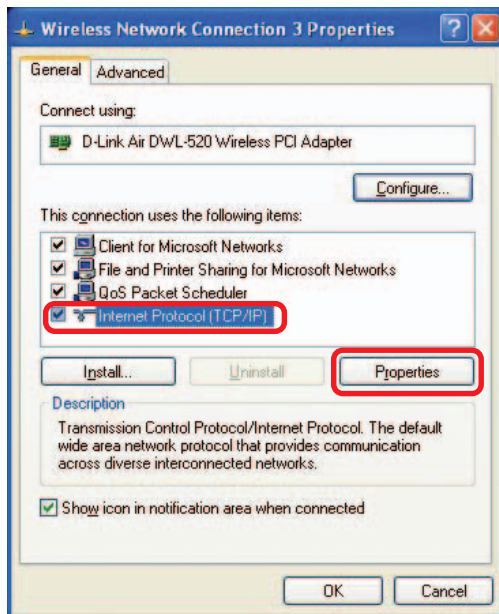 Wireless Network Connection 3 Properties
General Advanced
Connect using:
D-Link Air DWL-520 Wireless PCI Adapter
Configure...
This connection uses the following items:
Client for Microsoft Networks
File and Printer Sharing for Microsoft Networks
QoS Packet Scheduler
Internet Protocol (TCP/IP)
Install... Uninstall Properties
Description
Transmission Control Protocol/Internet Protocol. The default
wide area network protocol that provides communication
across diverse interconnected networks.
Show icon in notification area when connected
OK Cancel